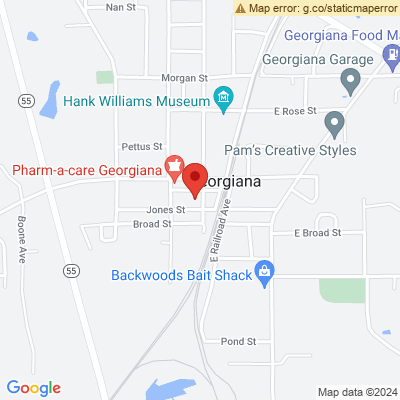 Nan St
Map error: g.co/staticmaperror
Georgiana Food Ma
Georgiana Garage
Morgan St
Hank Williams Museum
E Rose St
55
Pettus St
Pam's Creative Styles
Pharm-a-care Georgiana
eorgiana
Jones St
Broad St
Boone Ave
E Railroad Ave
E Broad St
55
Backwoods Bait Shack
Pond St
Google
Map data ©2024